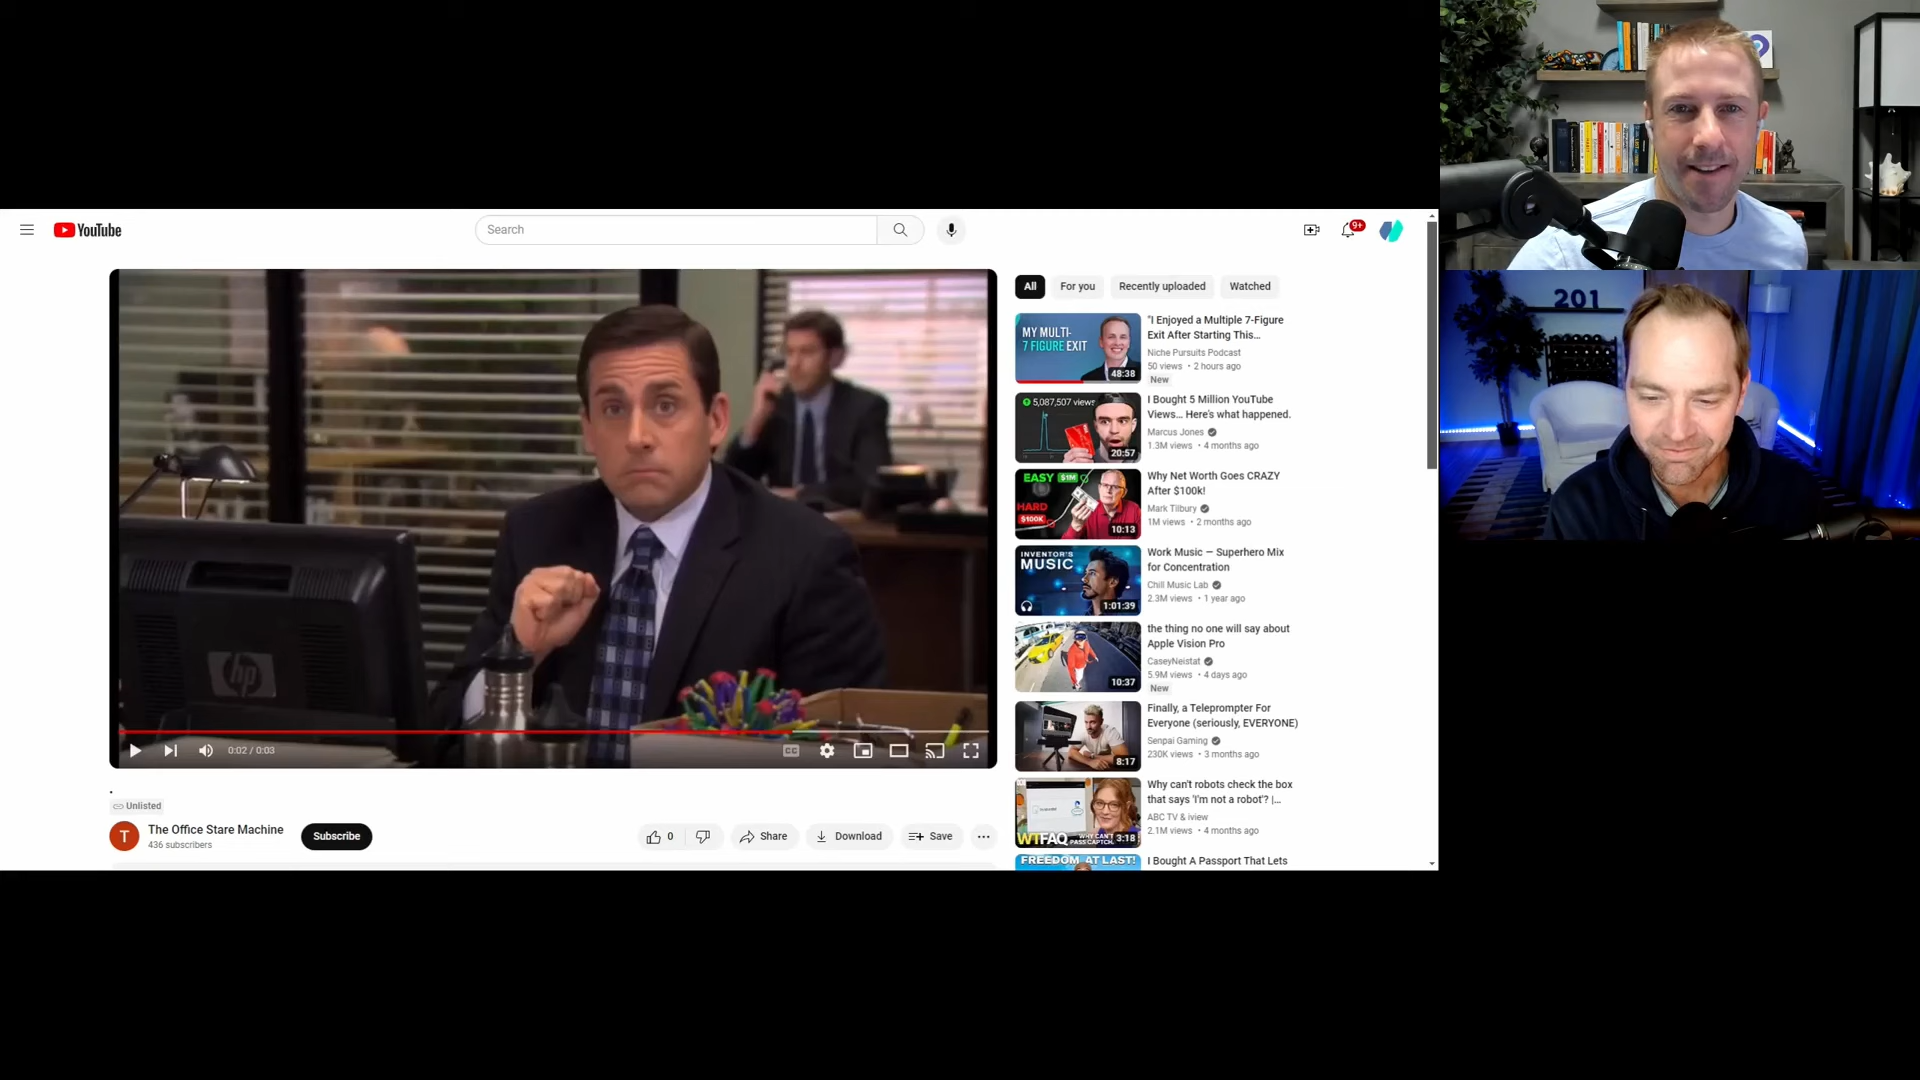 YouTube
Search
9+
201
hp
0:02 / 0:03
CC
.
Unlisted
T
The Office Stare Machine
436 subscribers
Subscribe
0
Share
Download
Save
All
For you
Recently uploaded
Watched
MY MULTI-
7 FIGURE EXIT
48:38
"I Enjoyed a Multiple 7-Figure
Exit After Starting This...
Niche Pursuits Podcast
50 views • 2 hours ago
New
5,087,507 views
20:57
I Bought 5 Million YouTube
Views... Here's what happened.
Marcus Jones
1.3M views • 4 months ago
EASY $1M
HARD
$100K
10:13
Why Net Worth Goes CRAZY
After $100k!
Mark Tilbury
1M views • 2 months ago
INVENTOR'S
MUSIC
1:01:39
Work Music — Superhero Mix
for Concentration
Chill Music Lab
2.3M views • 1 year ago
10:37
the thing no one will say about
Apple Vision Pro
CaseyNeistat
5.9M views • 4 days ago
New
8:17
Finally, a Teleprompter For
Everyone (seriously, EVERYONE)
Senpai Gaming
230K views • 3 months ago
WTFAQ
WHY CAN'T
PASS CAPTCH
3:18
Why can't robots check the box
that says 'I'm not a robot'? |...
ABC TV & iview
2.1M views • 4 months ago
FREEDOM AT LAST!
I Bought A Passport That Lets